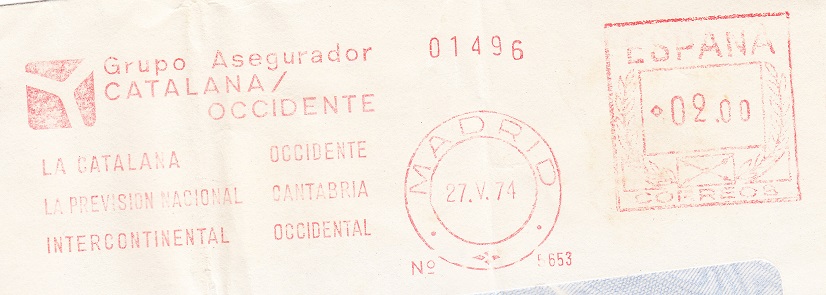 Grupo Asegurador
CATALANA/
OCCIDENTE
LA CATALANA OCCIDENTE
LA PREVISION NACIONAL CANTABRIA
INTERCONTINENTAL OCCIDENTAL
01496
MADRID
27.V.74
Nº 653
ESPAÑA
02.00
CORREOS